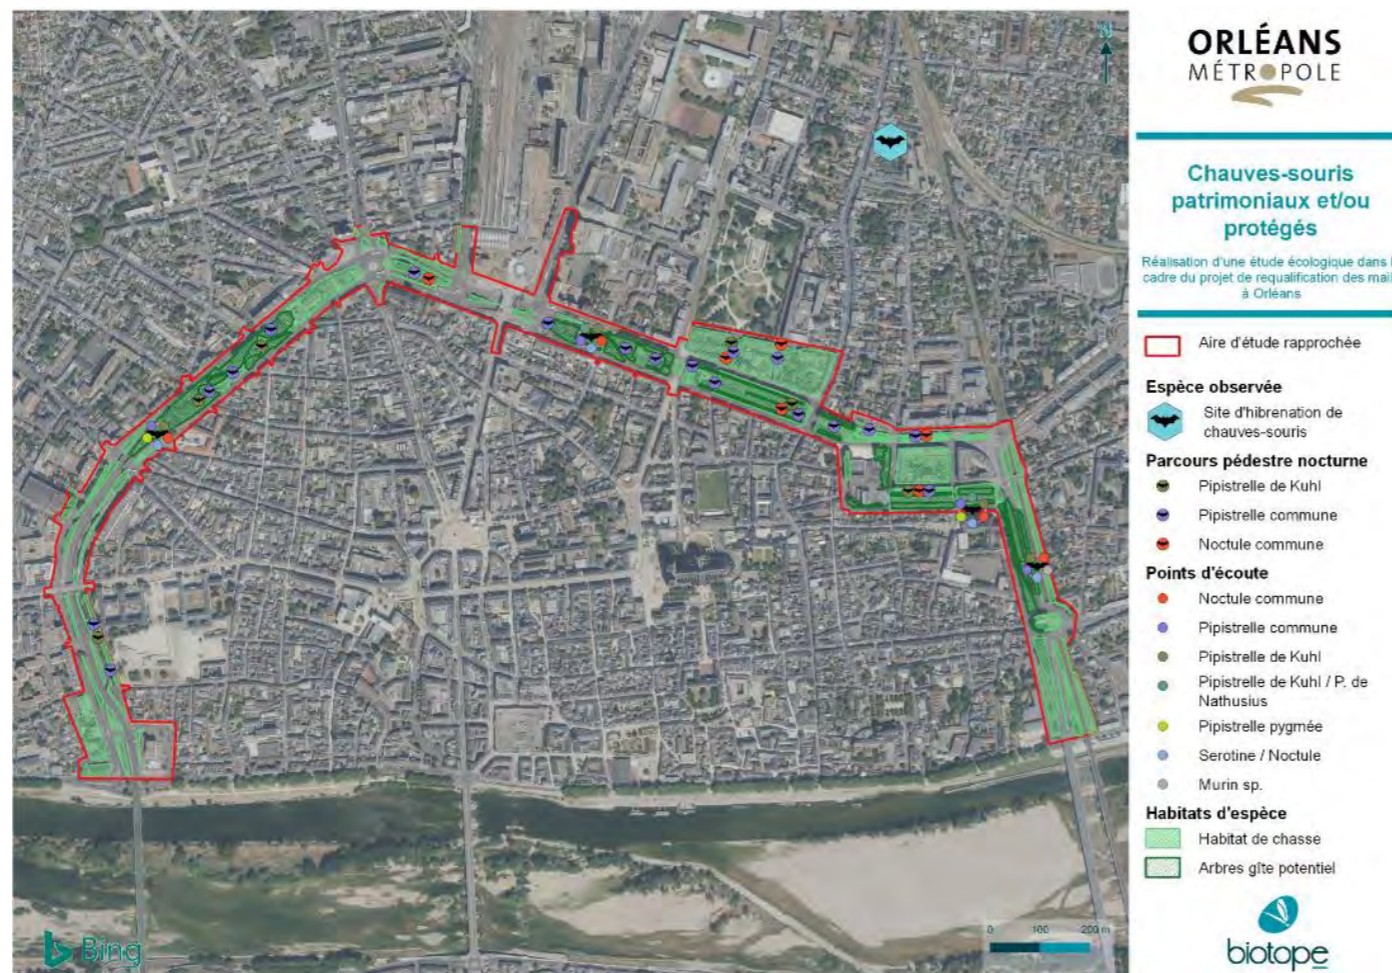 N
ORLÉANS
MÉTROPOLE
Chauves-souris
patrimoniaux et/ou
protégés
Réalisation d'une étude écologique dans l
cadre du projet de requalification des mail
à Orléans
Aire d'étude rapprochée
Espèce observée
Site d'hibrenation de
chauves-souris
Parcours pédestre nocturne
Pipistrelle de Kuhl
Pipistrelle commune
Noctule commune
Points d'écoute
Noctule commune
Pipistrelle commune
Pipistrelle de Kuhl
Pipistrelle de Kuhl / P. de
Nathusius
Pipistrelle pygmée
Serotine / Noctule
Murin sp.
Habitats d'espèce
Habitat de chasse
Arbres gîte potentiel
biotope
Bing
0 100 200 m